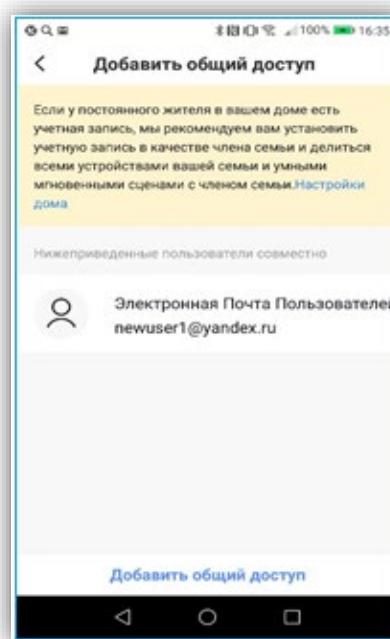 100% 16:35
Добавить общий доступ
Если у постоянного жителя в вашем доме есть
учетная запись, мы рекомендуем вам установить
учетную запись в качестве члена семьи и делиться
всеми устройствами вашей семьи и умными
мгновенными сценами с членом семьи.Настройки
дома
Нижеприведенные пользователи совместно
Электронная Почта Пользователей
newuser1@yandex.ru
Добавить общий доступ